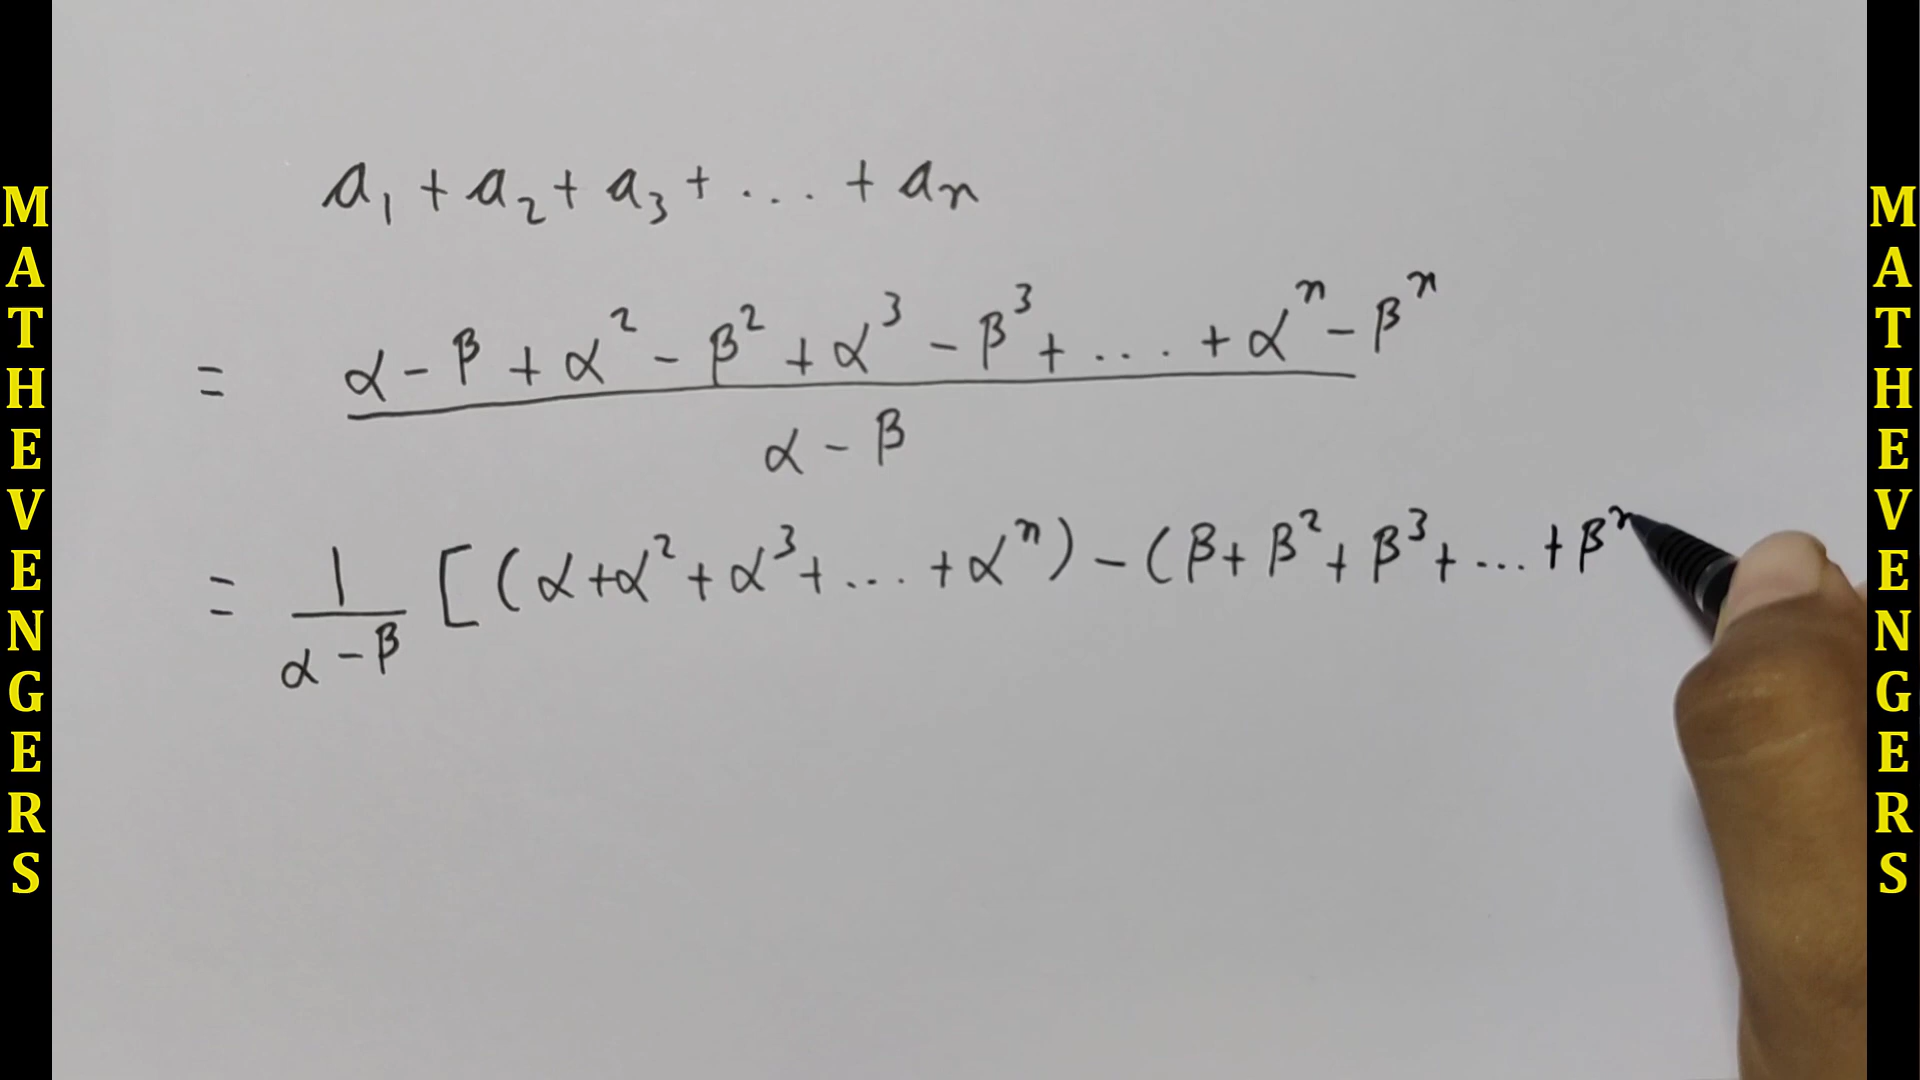 MATHEVENGERS
a₁ + a₂ + a₃ + ... + aₙ
= (α - β + α² - β² + α³ - β³ + .... + αⁿ - βⁿ) / (α - β)
= 1/(α - β) [(α + α² + α³ + ... + αⁿ) - (β + β² + β³ + ... + βⁿ
MATHEVENGERS